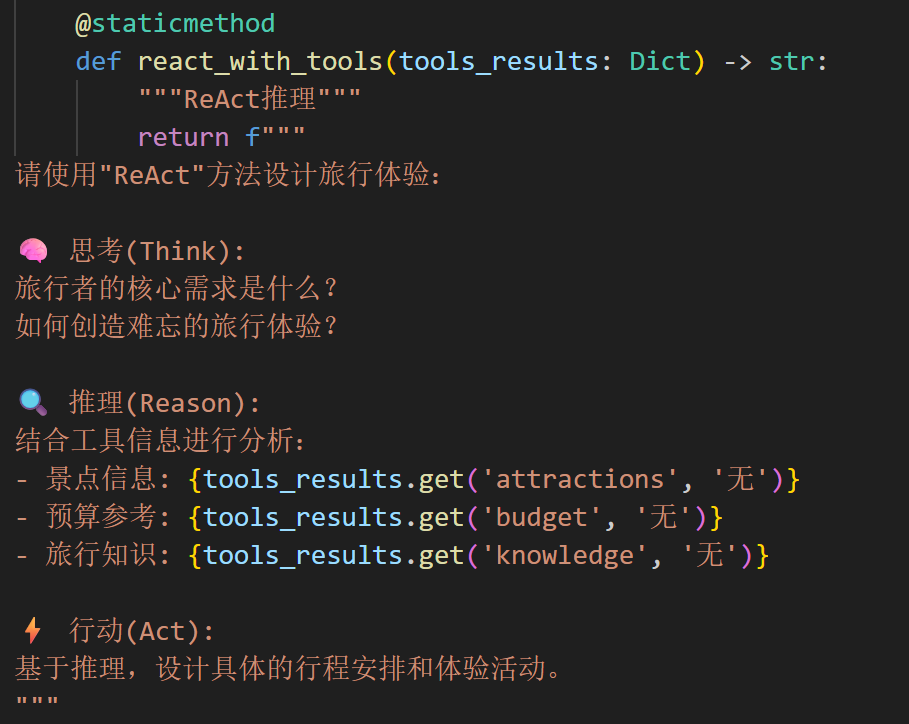 @staticmethod
def react_with_tools(tools_results: Dict) -> str:
"""ReAct推理"""
return f"""
请使用"ReAct"方法设计旅行体验：
🧠 思考(Think):
旅行者的核心需求是什么？
如何创造难忘的旅行体验？
🔍 推理(Reason):
结合工具信息进行分析：
- 景点信息: {tools_results.get('attractions', '无')}
- 预算参考: {tools_results.get('budget', '无')}
- 旅行知识: {tools_results.get('knowledge', '无')}
⚡ 行动(Act):
基于推理，设计具体的行程安排和体验活动。
"""